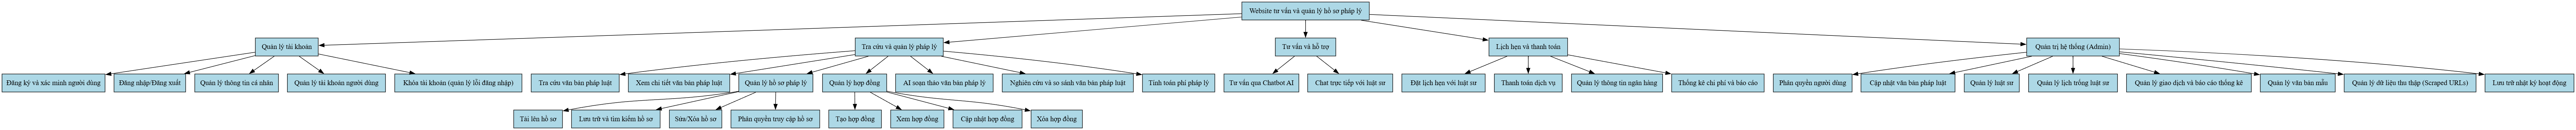 Website tư vấn và quản lý hồ sơ pháp lý
Quản lý tài khoản
Tra cứu và quản lý pháp lý
Tư vấn và hỗ trợ
Lịch hẹn và thanh toán
Quản trị hệ thống (Admin)
Đăng ký và xác minh người dùng
Đăng nhập/Đăng xuất
Quản lý thông tin cá nhân
Quản lý tài khoản người dùng
Khóa tài khoản (quản lý lỗi đăng nhập)
Tra cứu văn bản pháp luật
Xem chi tiết văn bản pháp luật
Quản lý hồ sơ pháp lý
Quản lý hợp đồng
AI soạn thảo văn bản pháp lý
Nghiên cứu và so sánh văn bản pháp luật
Tính toán phí pháp lý
Tư vấn qua Chatbot AI
Chat trực tiếp với luật sư
Đặt lịch hẹn với luật sư
Thanh toán dịch vụ
Quản lý thông tin ngân hàng
Thống kê chi phí và báo cáo
Phân quyền người dùng
Cập nhật văn bản pháp luật
Quản lý luật sư
Quản lý lịch trống luật sư
Quản lý giao dịch và báo cáo thống kê
Quản lý văn bản mẫu
Quản lý dữ liệu thu thập (Scraped URLs)
Lưu trữ nhật ký hoạt động
Tải lên hồ sơ
Lưu trữ và tìm kiếm hồ sơ
Sửa/Xóa hồ sơ
Phân quyền truy cập hồ sơ
Tạo hợp đồng
Xem hợp đồng
Cập nhật hợp đồng
Xóa hợp đồng